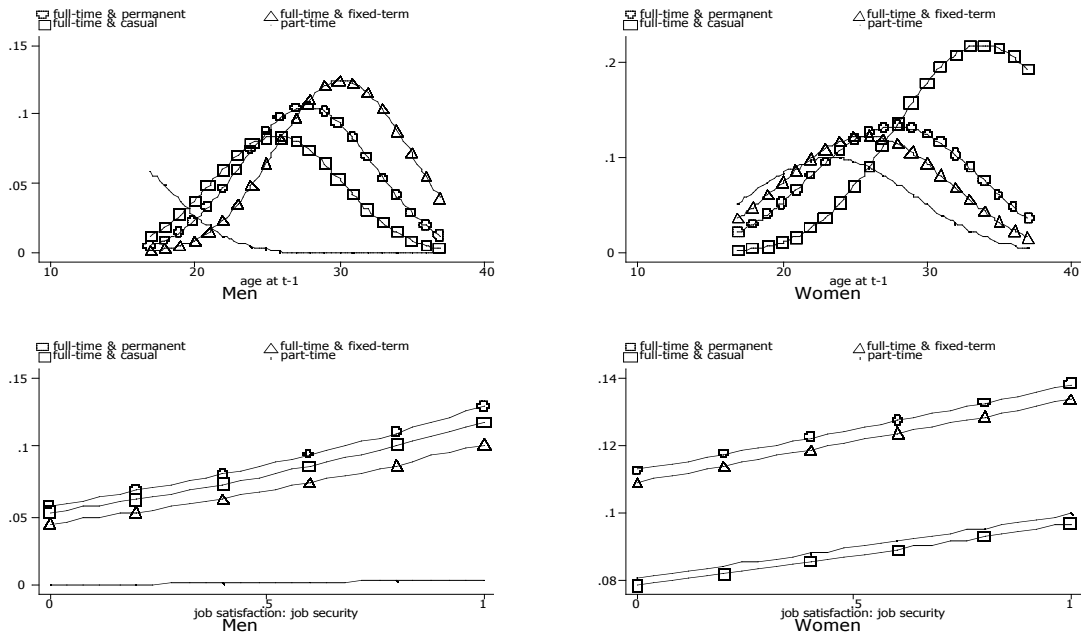 full-time & permanent full-time & fixed-term
full-time & casual part-time
.15
.1
.05
0
10 20 30 40
age at t-1
Men
full-time & permanent full-time & fixed-term
full-time & casual part-time
.2
.1
0
10 20 30 40
age at t-1
Women
full-time & permanent full-time & fixed-term
full-time & casual part-time
.15
.1
.05
0
0 .5 1
job satisfaction: job security
Men
full-time & permanent full-time & fixed-term
full-time & casual part-time
.14
.12
.1
.08
0 .5 1
job satisfaction: job security
Women